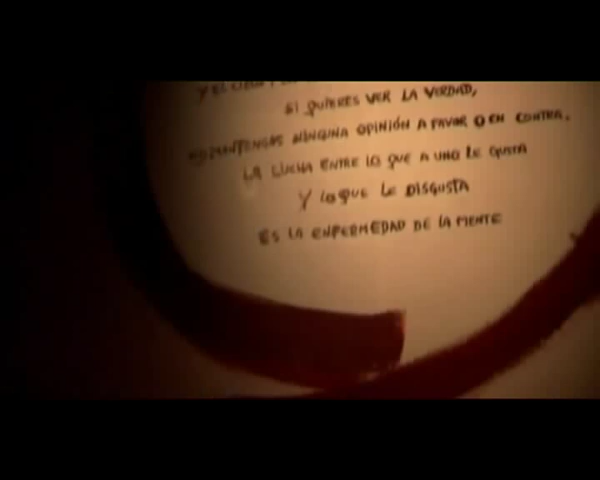 Y EL
SI QUIERES VER LA VERDAD,
NO MANTENGAS NINGUNA OPINIÓN A FAVOR O EN CONTRA.
LA LUCHA ENTRE LO QUE A UNO LE GUSTA
Y LO QUE LE DISGUSTA
ES LA ENFERMEDAD DE LA MENTE